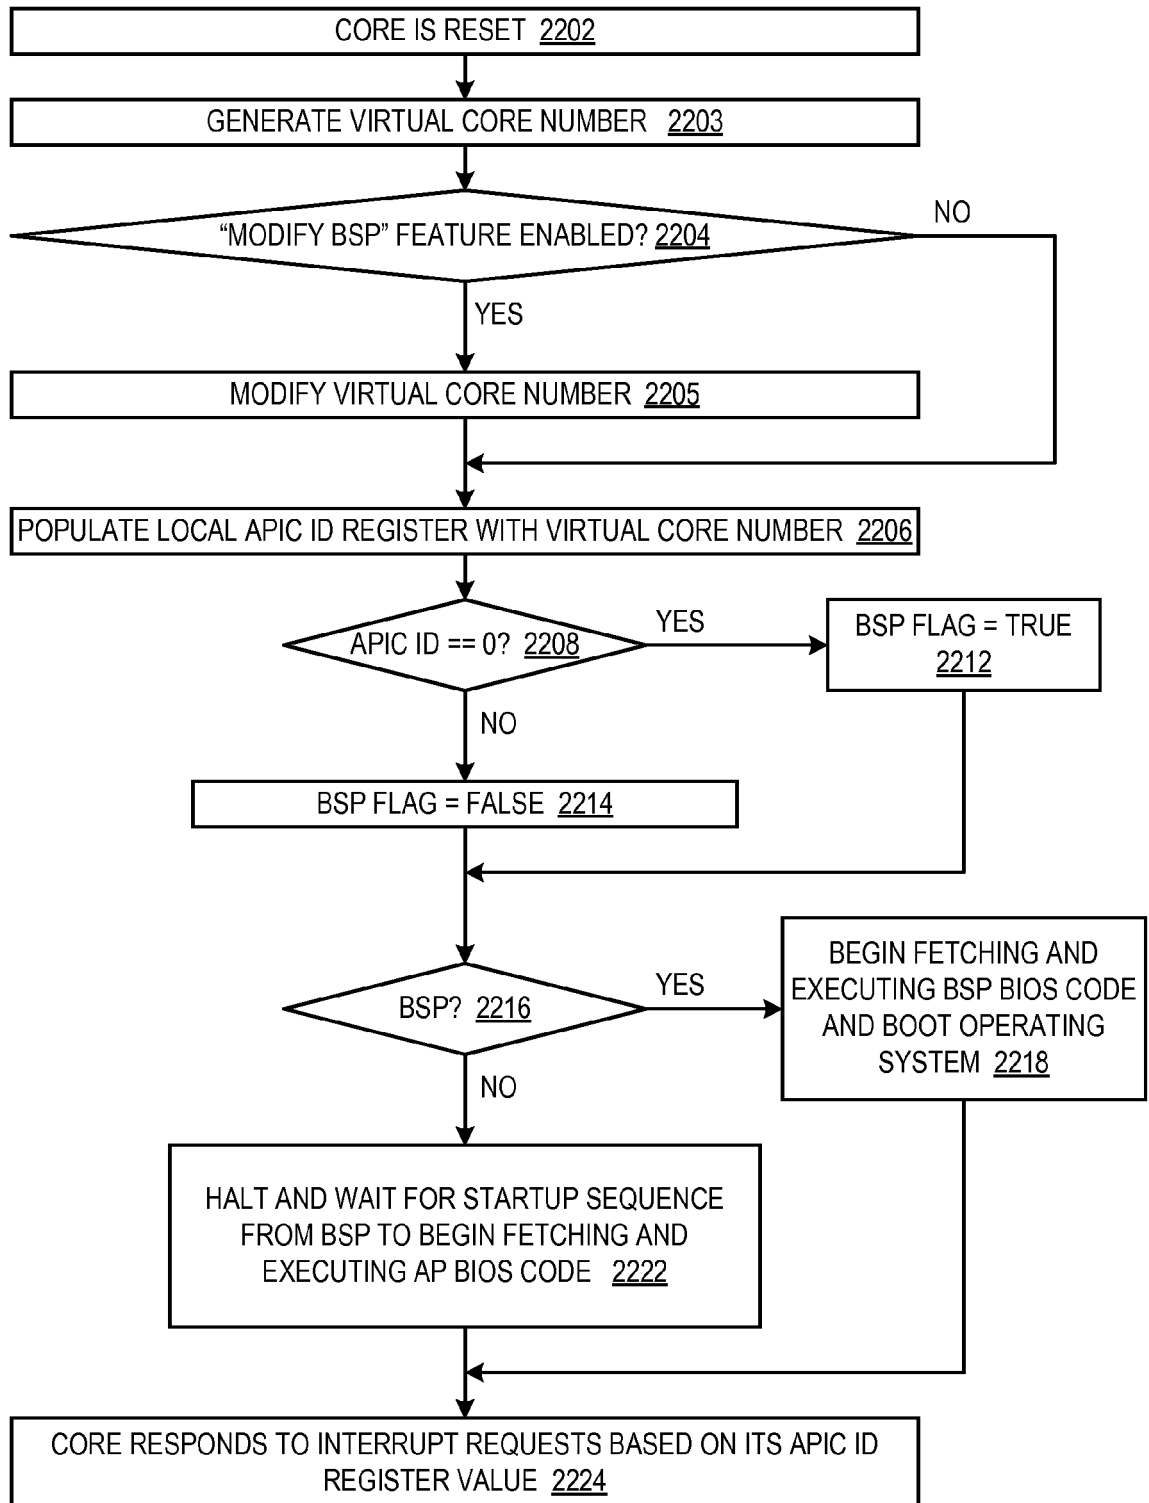 CORE IS RESET 2202
GENERATE VIRTUAL CORE NUMBER 2203
“MODIFY BSP” FEATURE ENABLED? 2204
NO
YES
MODIFY VIRTUAL CORE NUMBER 2205
POPULATE LOCAL APIC ID REGISTER WITH VIRTUAL CORE NUMBER 2206
APIC ID == 0? 2208
YES
BSP FLAG = TRUE
2212
NO
BSP FLAG = FALSE 2214
BSP? 2216
YES
BEGIN FETCHING AND
EXECUTING BSP BIOS CODE
AND BOOT OPERATING
SYSTEM 2218
NO
HALT AND WAIT FOR STARTUP SEQUENCE
FROM BSP TO BEGIN FETCHING AND
EXECUTING AP BIOS CODE 2222
CORE RESPONDS TO INTERRUPT REQUESTS BASED ON ITS APIC ID
REGISTER VALUE 2224